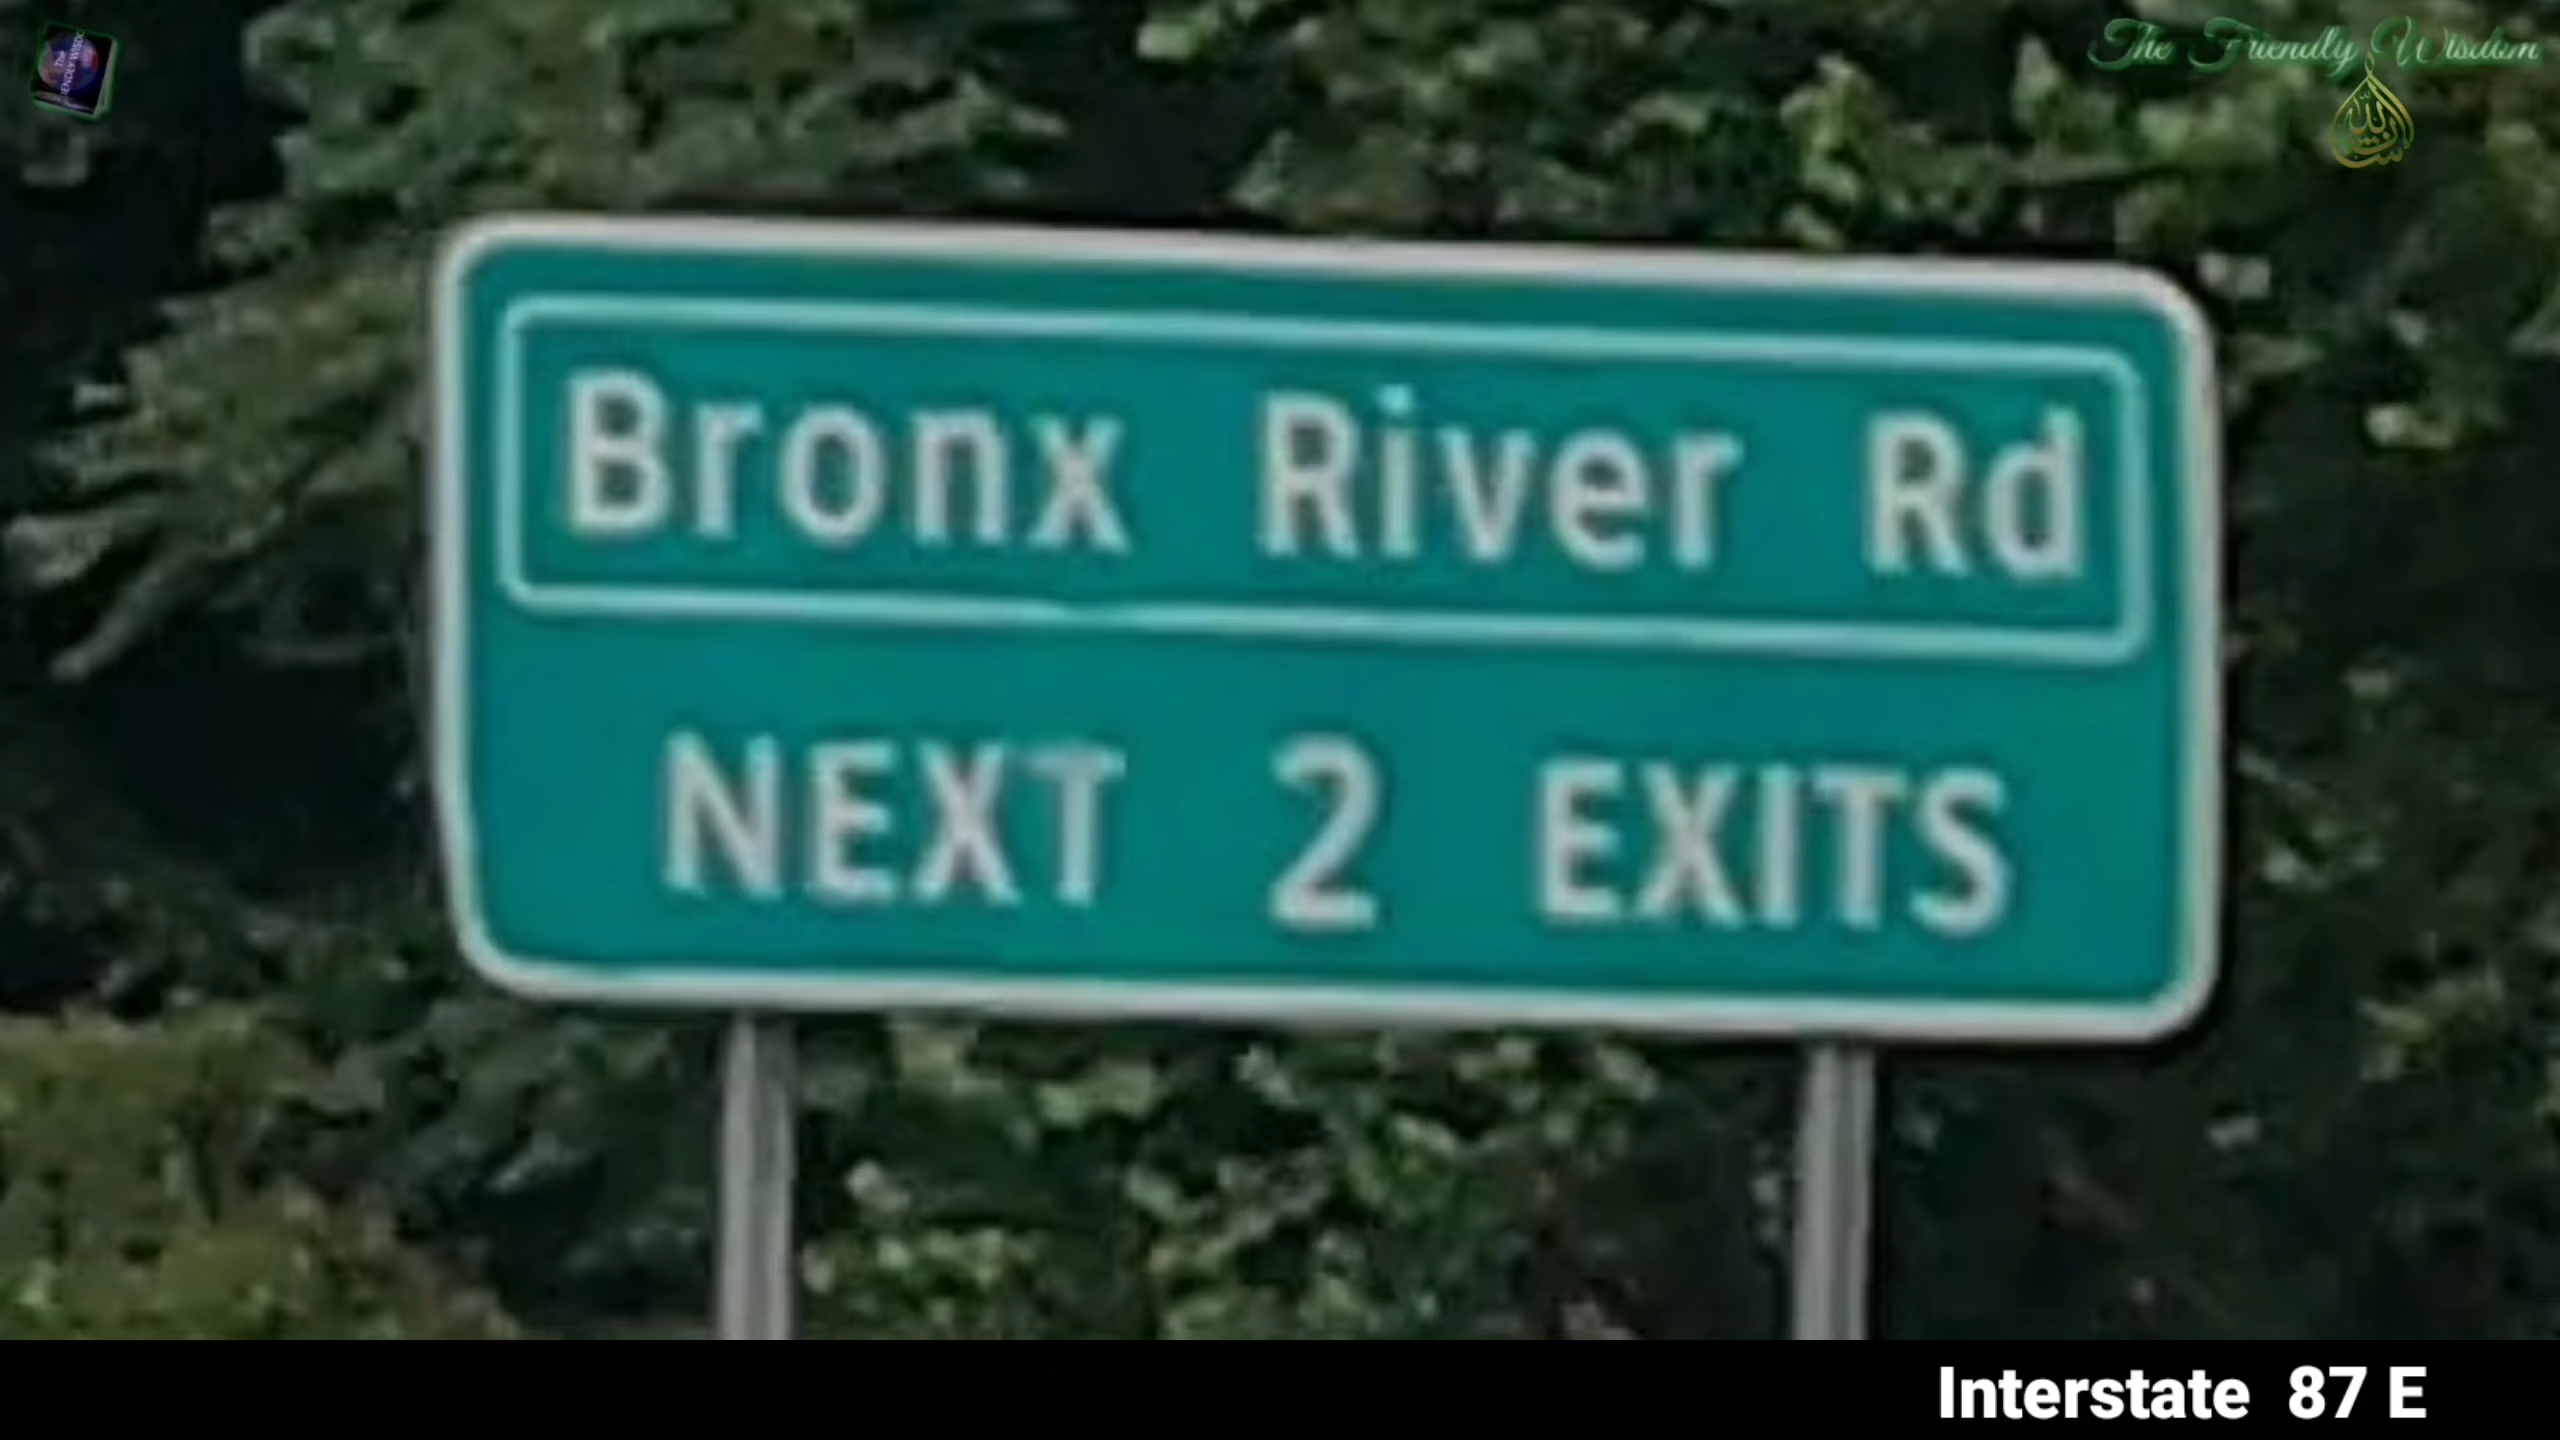 The Friendly Wisdom
Bronx River Rd
NEXT 2 EXITS
Interstate 87 E